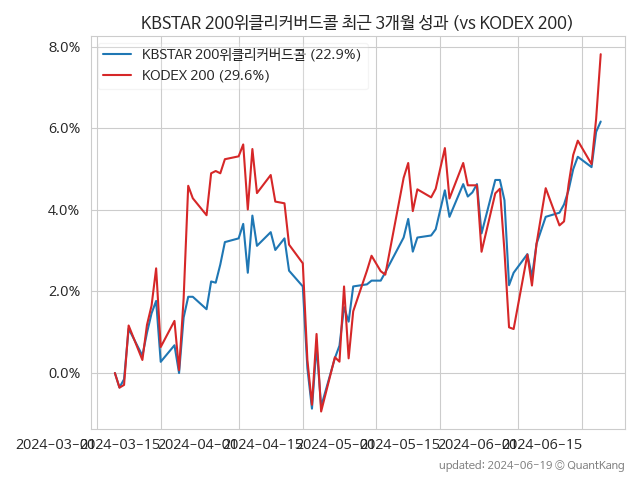 KBSTAR 200위클리커버드콜 최근 3개월 성과 (vs KODEX 200)
KBSTAR 200위클리커버드콜 (22.9%)
KODEX 200 (29.6%)
8.0%
6.0%
4.0%
2.0%
0.0%
2024-03-01 2024-03-15 2024-04-01 2024-04-15 2024-05-01 2024-05-15 2024-06-01 2024-06-15
updated: 2024-06-19 © QuantKang